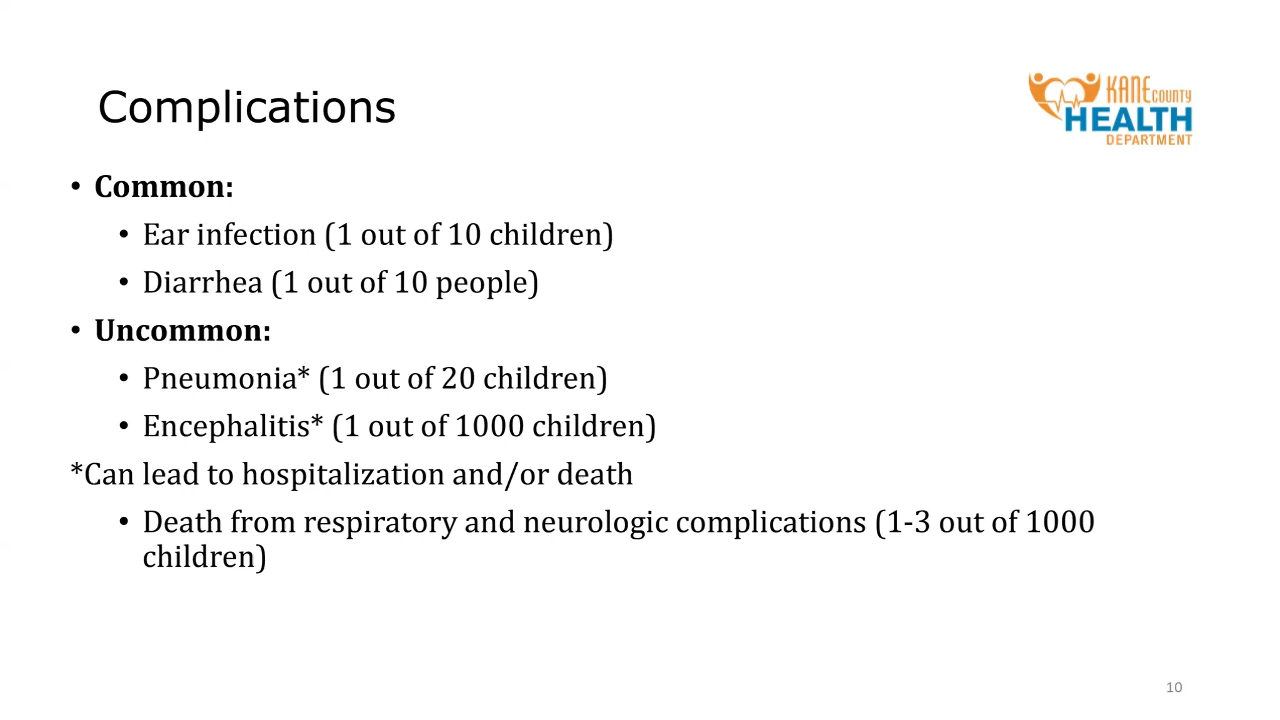 Complications
KANE COUNTY
HEALTH
DEPARTMENT
• Common:
• Ear infection (1 out of 10 children)
• Diarrhea (1 out of 10 people)
• Uncommon:
• Pneumonia* (1 out of 20 children)
• Encephalitis* (1 out of 1000 children)
*Can lead to hospitalization and/or death
• Death from respiratory and neurologic complications (1-3 out of 1000
children)
10